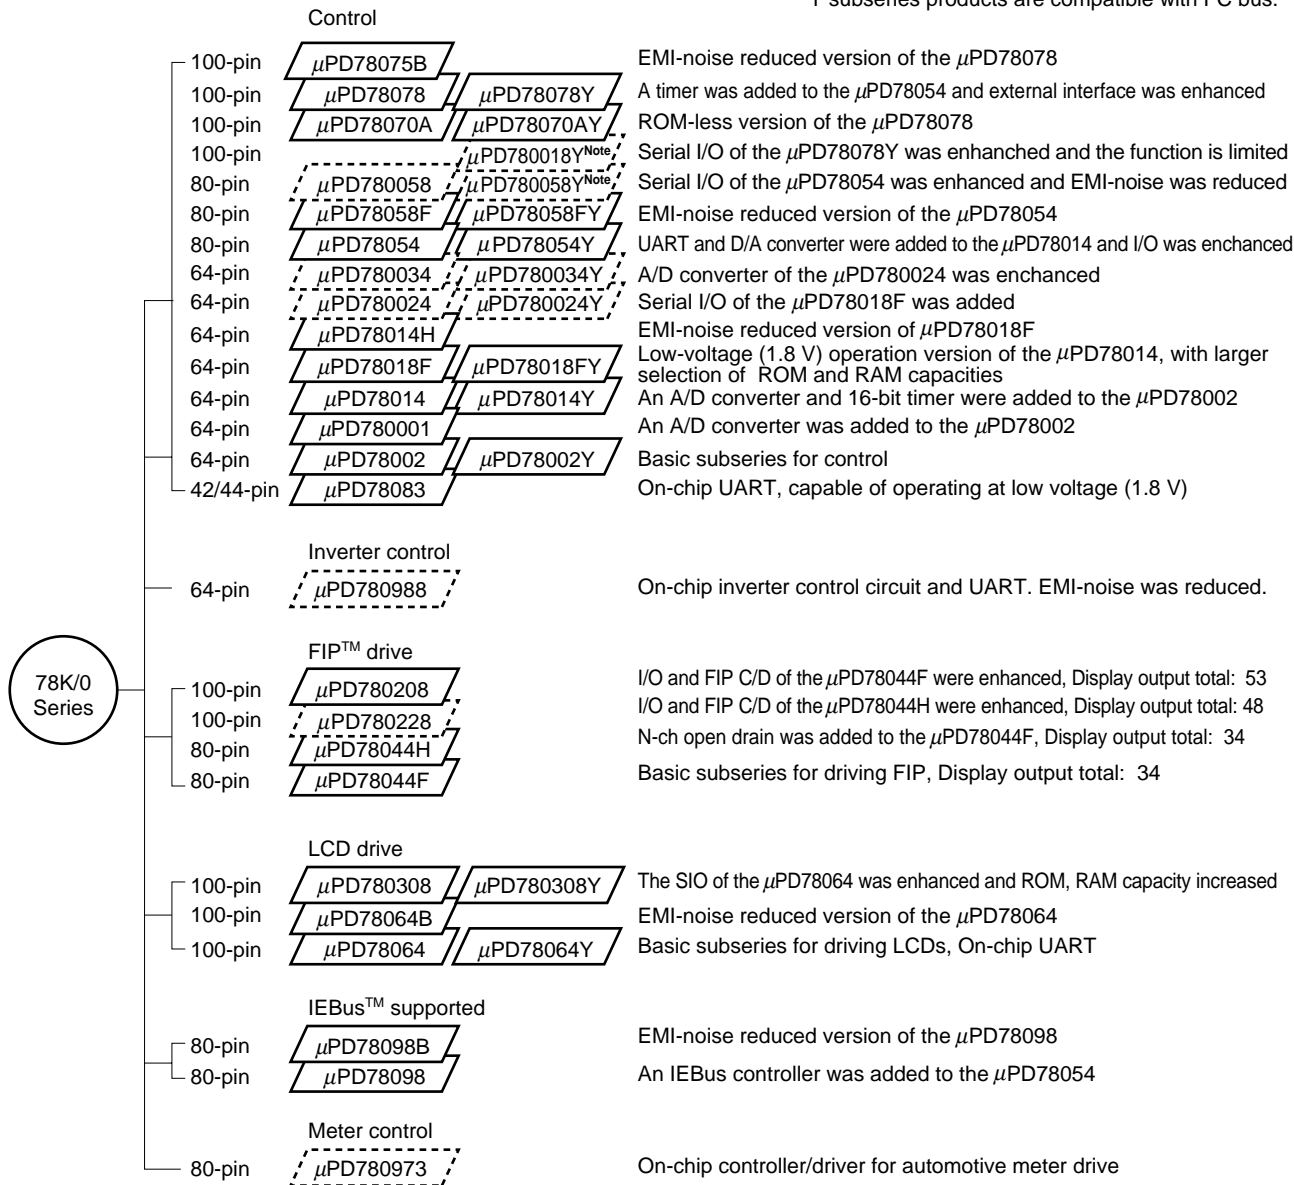 Y subseries products are compatible with I²C bus.
Control
100-pin μPD78075B EMI-noise reduced version of the μPD78078
100-pin μPD78078 μPD78078Y A timer was added to the μPD78054 and external interface was enhanced
100-pin μPD78070A μPD78070AY ROM-less version of the μPD78078
100-pin μPD780018YNote Serial I/O of the μPD78078Y was enhanched and the function is limited
80-pin μPD780058 μPD780058YNote Serial I/O of the μPD78054 was enhanced and EMI-noise was reduced
80-pin μPD78058F μPD78058FY EMI-noise reduced version of the μPD78054
80-pin μPD78054 μPD78054Y UART and D/A converter were added to the μPD78014 and I/O was enchanced
64-pin μPD780034 μPD780034Y A/D converter of the μPD780024 was enchanced
64-pin μPD780024 μPD780024Y Serial I/O of the μPD78018F was added
64-pin μPD78014H EMI-noise reduced version of μPD78018F
64-pin μPD78018F μPD78018FY Low-voltage (1.8 V) operation version of the μPD78014, with larger
selection of ROM and RAM capacities
64-pin μPD78014 μPD78014Y An A/D converter and 16-bit timer were added to the μPD78002
64-pin μPD780001 An A/D converter was added to the μPD78002
64-pin μPD78002 μPD78002Y Basic subseries for control
42/44-pin μPD78083 On-chip UART, capable of operating at low voltage (1.8 V)
Inverter control
64-pin μPD780988 On-chip inverter control circuit and UART. EMI-noise was reduced.
78K/0
Series
FIP™ drive
100-pin μPD780208 I/O and FIP C/D of the μPD78044F were enhanced, Display output total: 53
100-pin μPD780228 I/O and FIP C/D of the μPD78044H were enhanced, Display output total: 48
80-pin μPD78044H N-ch open drain was added to the μPD78044F, Display output total: 34
80-pin μPD78044F Basic subseries for driving FIP, Display output total: 34
LCD drive
100-pin μPD780308 μPD780308Y The SIO of the μPD78064 was enhanced and ROM, RAM capacity increased
100-pin μPD78064B EMI-noise reduced version of the μPD78064
100-pin μPD78064 μPD78064Y Basic subseries for driving LCDs, On-chip UART
IEBus™ supported
80-pin μPD78098B EMI-noise reduced version of the μPD78098
80-pin μPD78098 An IEBus controller was added to the μPD78054
Meter control
80-pin μPD780973 On-chip controller/driver for automotive meter drive